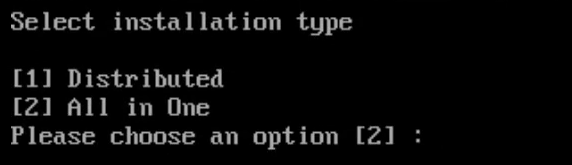 Select installation type
[1] Distributed
[2] All in One
Please choose an option [2] :